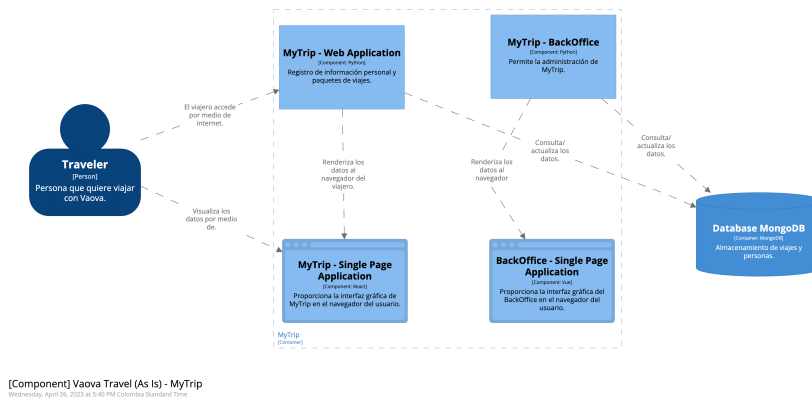 MyTrip - Web Application
[Component: Python]
Registro de información personal y
paquetes de viajes.
MyTrip - BackOffice
[Component: Python]
Permite la administración de
MyTrip.
El viajero accede
por medio de
internet.
Traveler
[Person]
Persona que quiere viajar
con Vaova.
Renderiza los
datos al
navegador del
viajero.
Renderiza los
datos al
navegador
Consulta/
actualiza los
datos.
Consulta/
actualiza los
datos.
Visualiza los
datos por medio
de.
Database MongoDB
[Container: MongoDB]
Almacenamiento de viajes y
personas.
MyTrip - Single Page
Application
[Component: React]
Proporciona la interfaz gráfica de
MyTrip en el navegador del usuario.
BackOffice - Single Page
Application
[Component: Vue]
Proporciona la interfaz gráfica del
BackOffice en el navegador del
usuario.
MyTrip
[Container]
[Component] Vaova Travel (As Is) - MyTrip
Wednesday, April 26, 2023 at 5:40 PM Colombia Standard Time